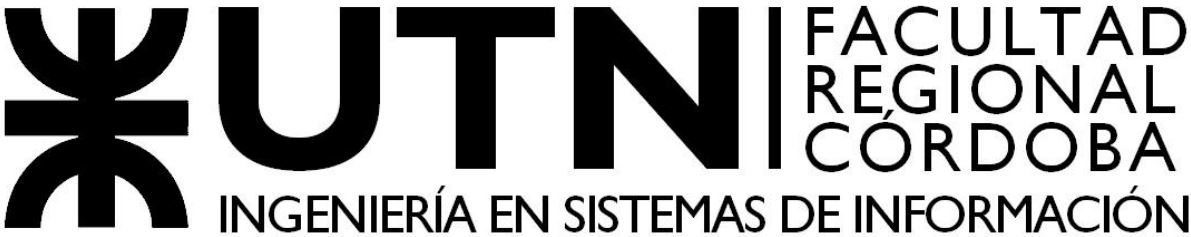 UTN
FACULTAD
REGIONAL
CÓRDOBA
INGENIERÍA EN SISTEMAS DE INFORMACIÓN